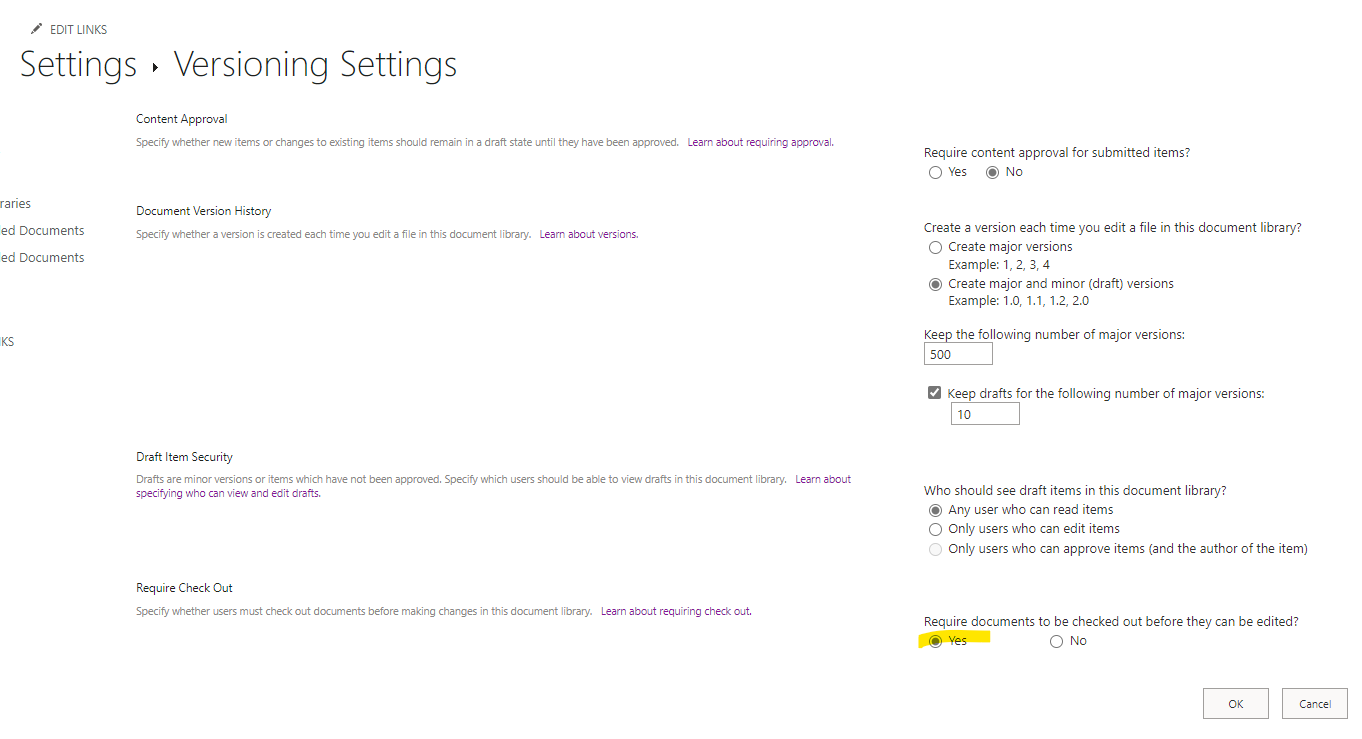 EDIT LINKS
Settings ▸ Versioning Settings
Content Approval
Specify whether new items or changes to existing items should remain in a draft state until they have been approved. Learn about requiring approval.
Require content approval for submitted items?
Yes No
raries
ed Documents
ed Documents
KS
Document Version History
Specify whether a version is created each time you edit a file in this document library. Learn about versions.
Create a version each time you edit a file in this document library?
Create major versions
Example: 1, 2, 3, 4
Create major and minor (draft) versions
Example: 1.0, 1.1, 1.2, 2.0
Keep the following number of major versions:
500
Keep drafts for the following number of major versions:
10
Draft Item Security
Drafts are minor versions or items which have not been approved. Specify which users should be able to view drafts in this document library. Learn about
specifying who can view and edit drafts.
Who should see draft items in this document library?
Any user who can read items
Only users who can edit items
Only users who can approve items (and the author of the item)
Require Check Out
Specify whether users must check out documents before making changes in this document library. Learn about requiring check out.
Require documents to be checked out before they can be edited?
Yes No
OK Cancel